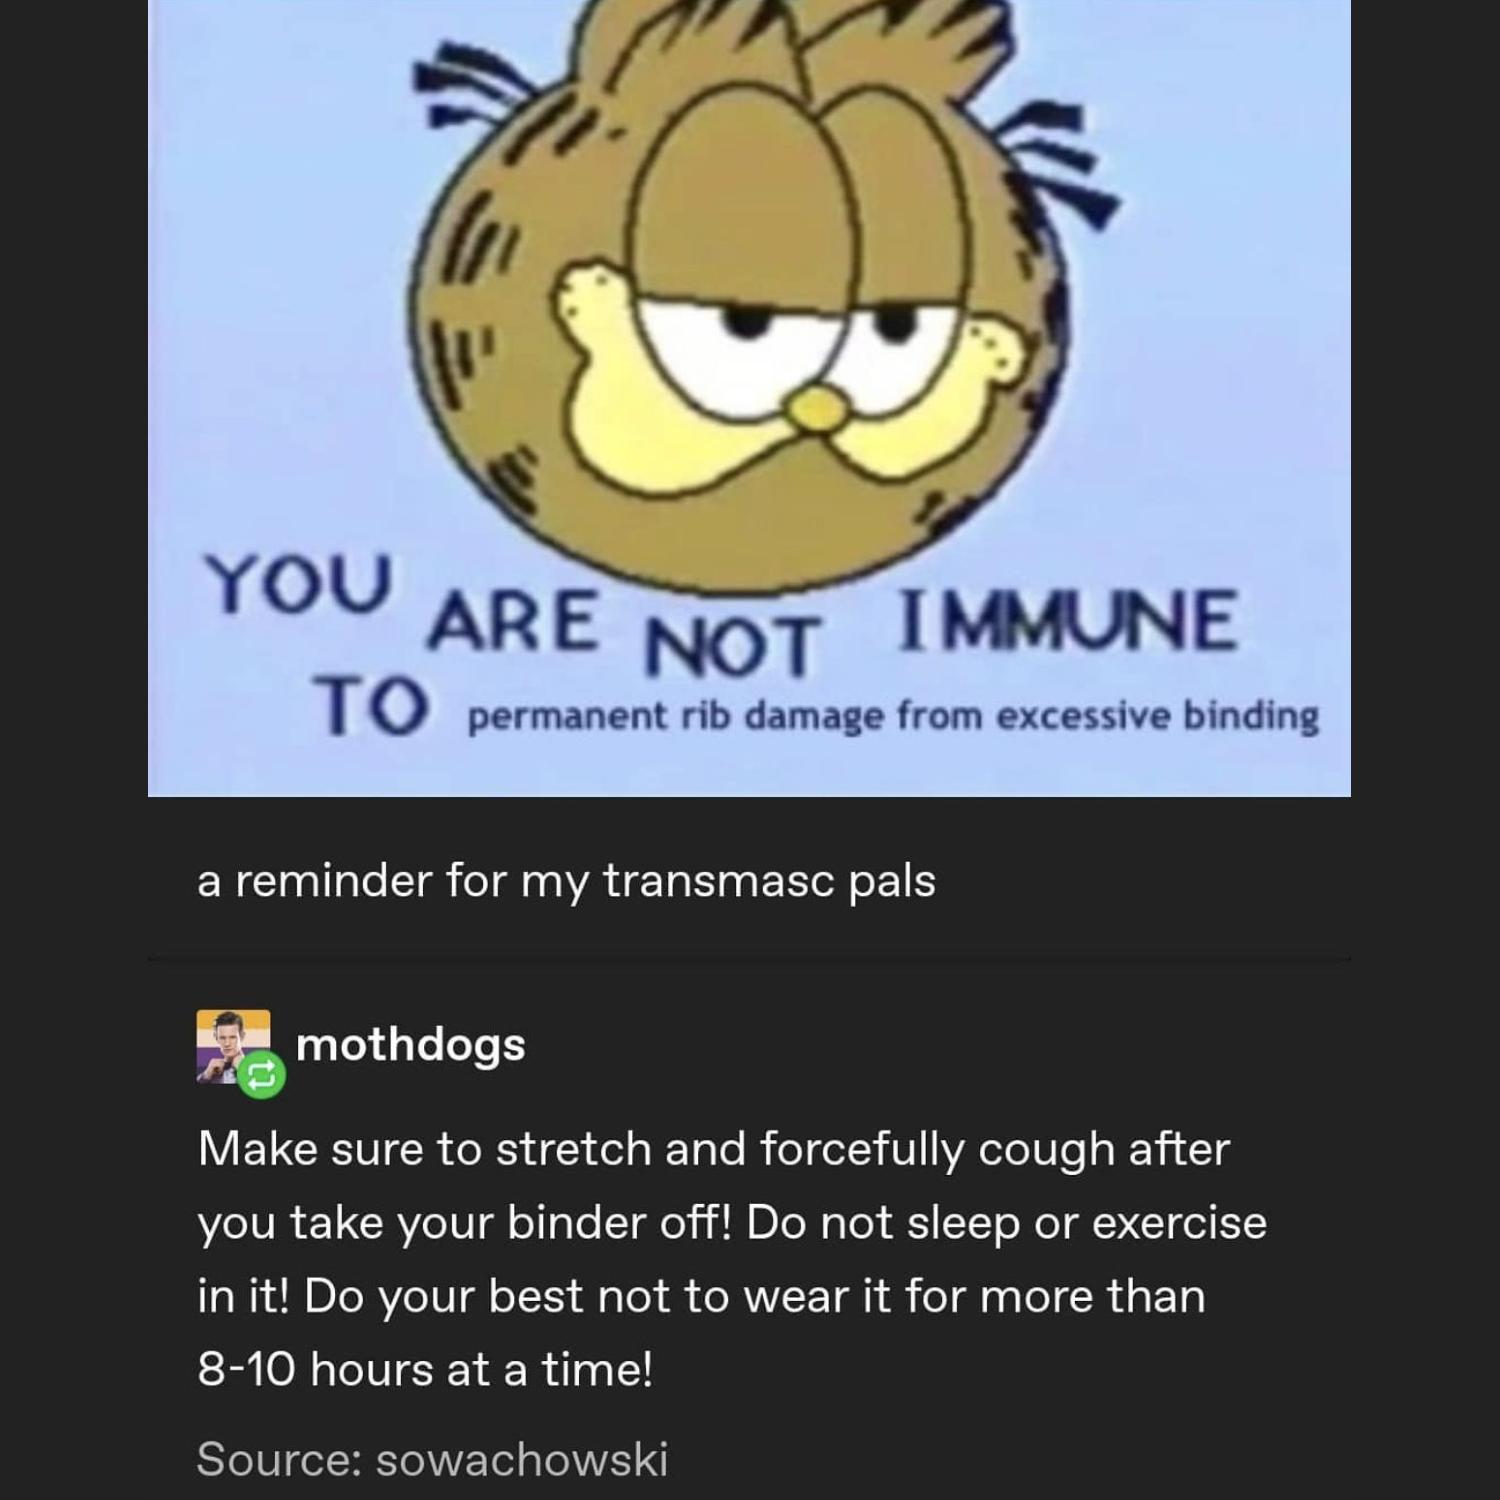 YOU ARE NOT IMMUNE
TO permanent rib damage from excessive binding
a reminder for my transmasc pals
mothdogs
Make sure to stretch and forcefully cough after
you take your binder off! Do not sleep or exercise
in it! Do your best not to wear it for more than
8-10 hours at a time!
Source: sowachowski